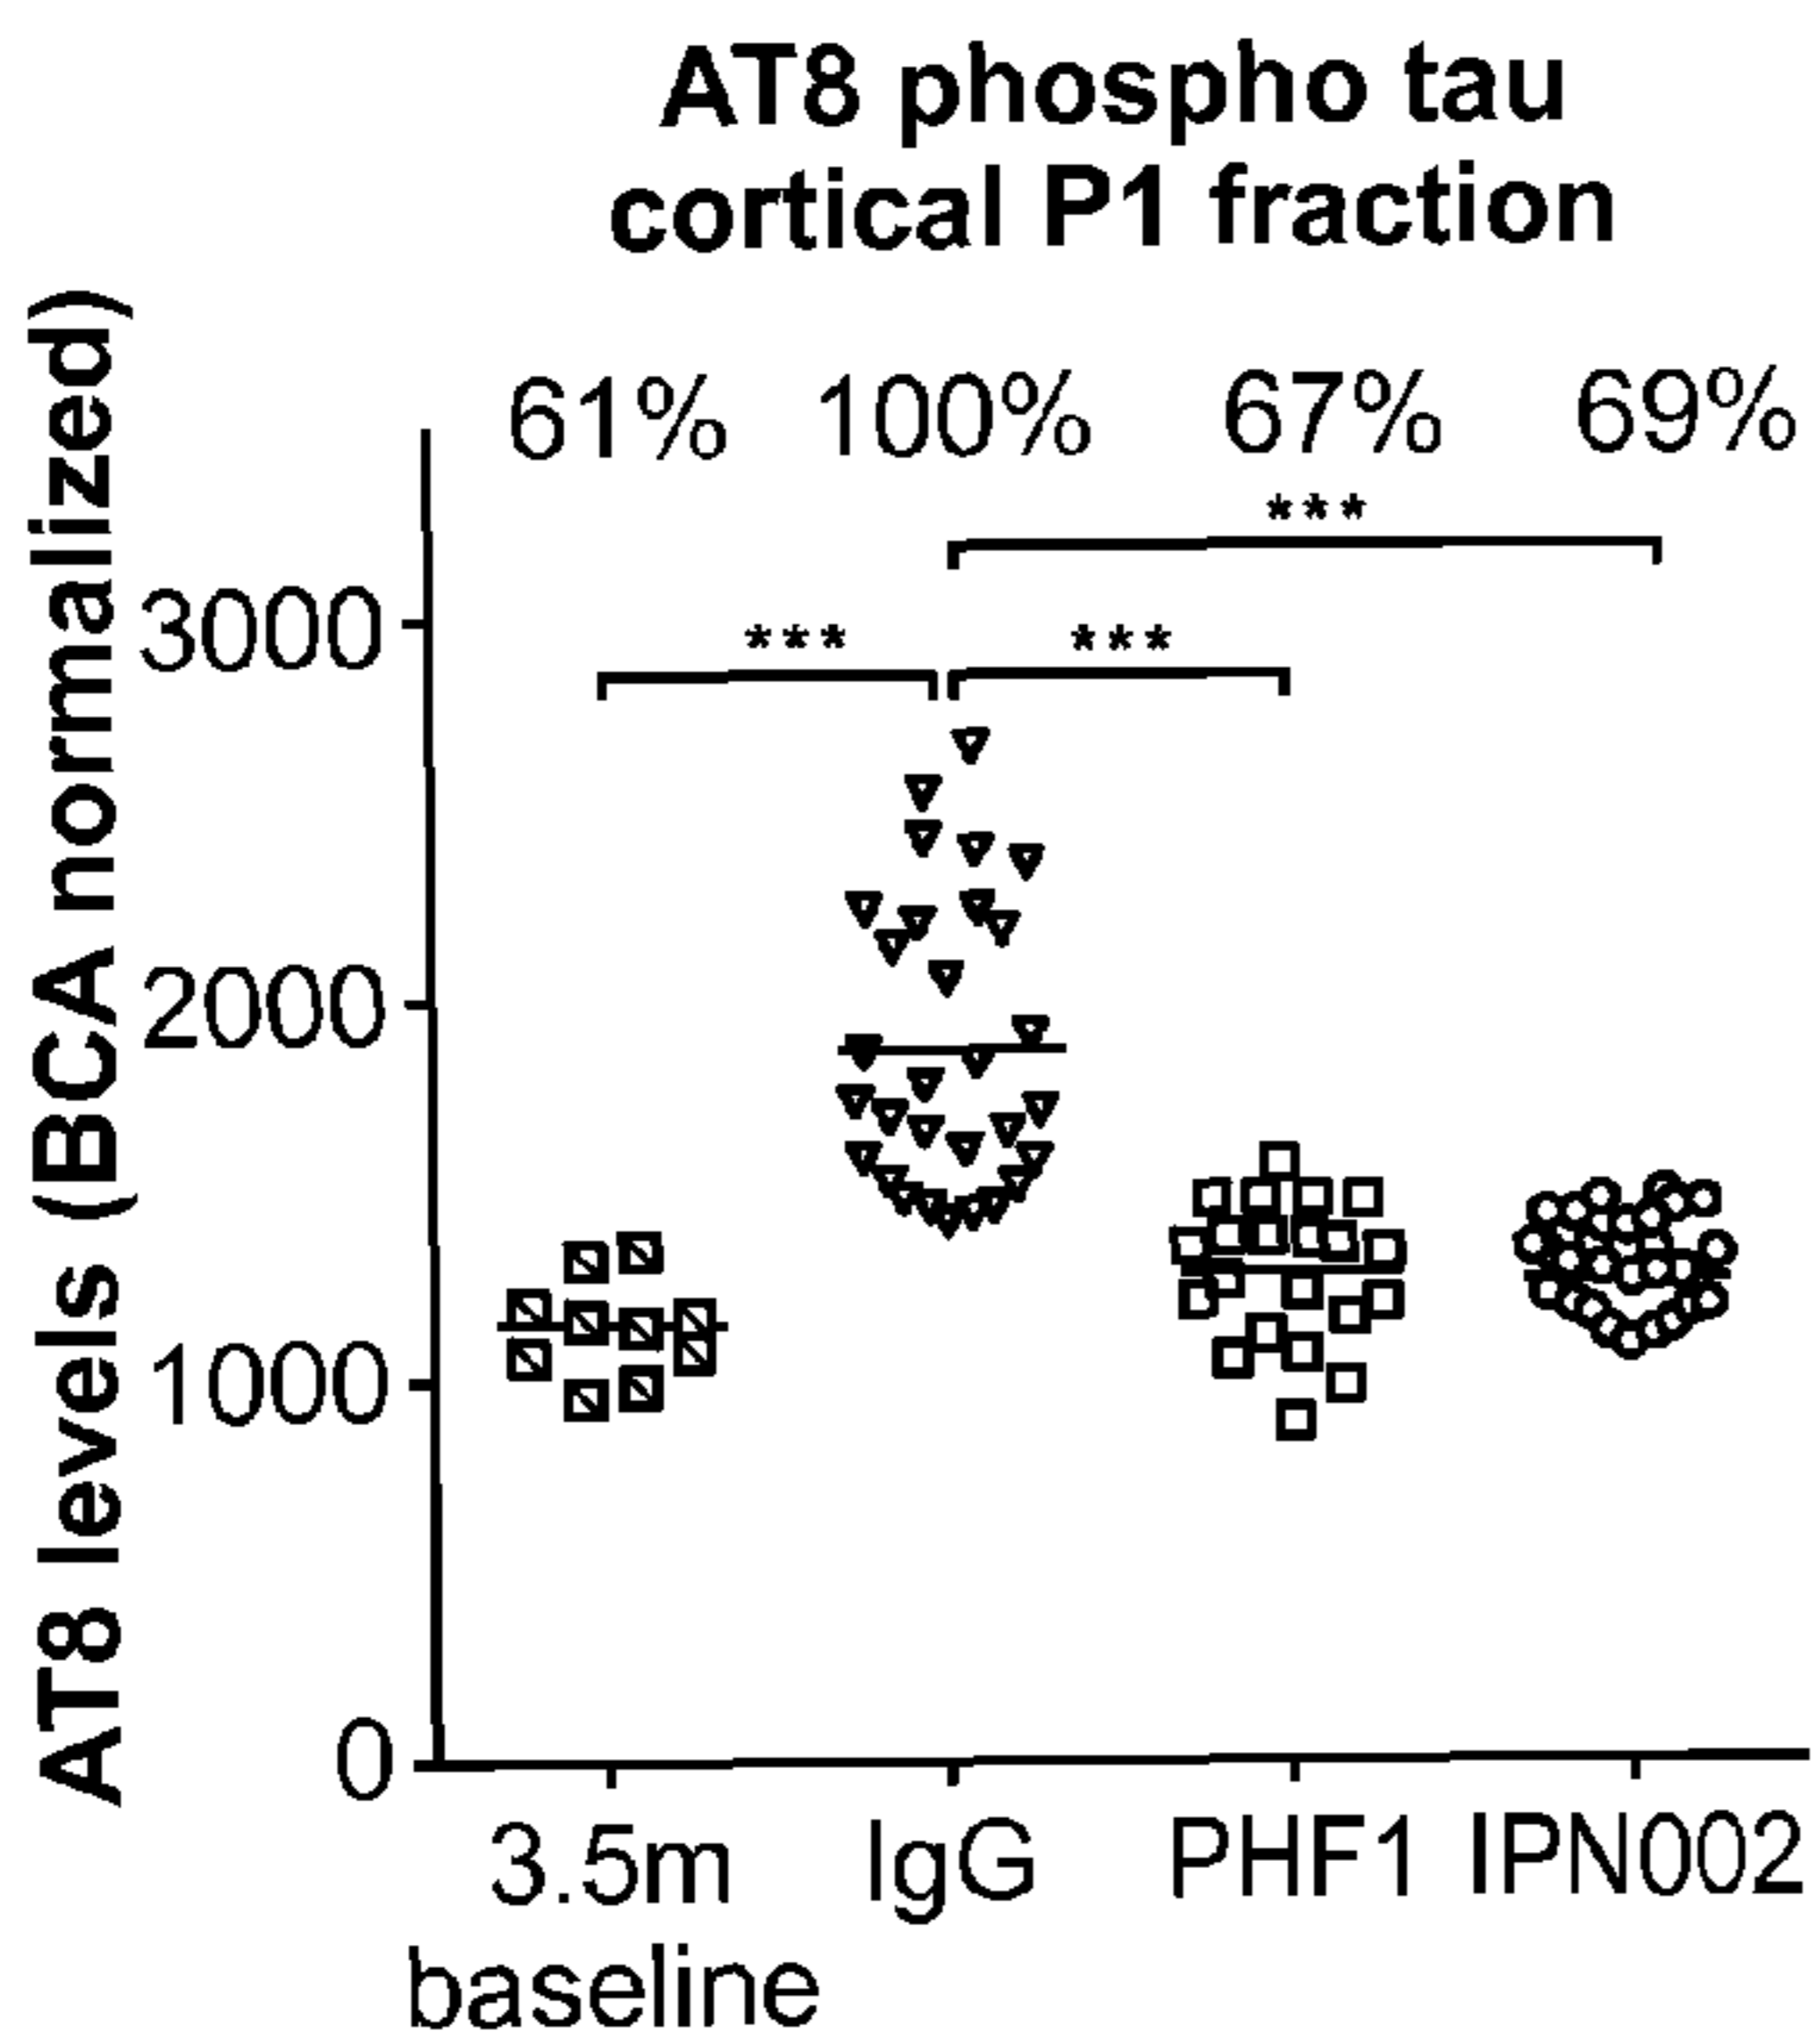 AT8 phospho tau
cortical P1 fraction
61% 100% 67% 69%
***
*** ***
AT8 levels (BCA normalized)
3000
2000
1000
0
3.5m IgG PHF1 IPN002
baseline